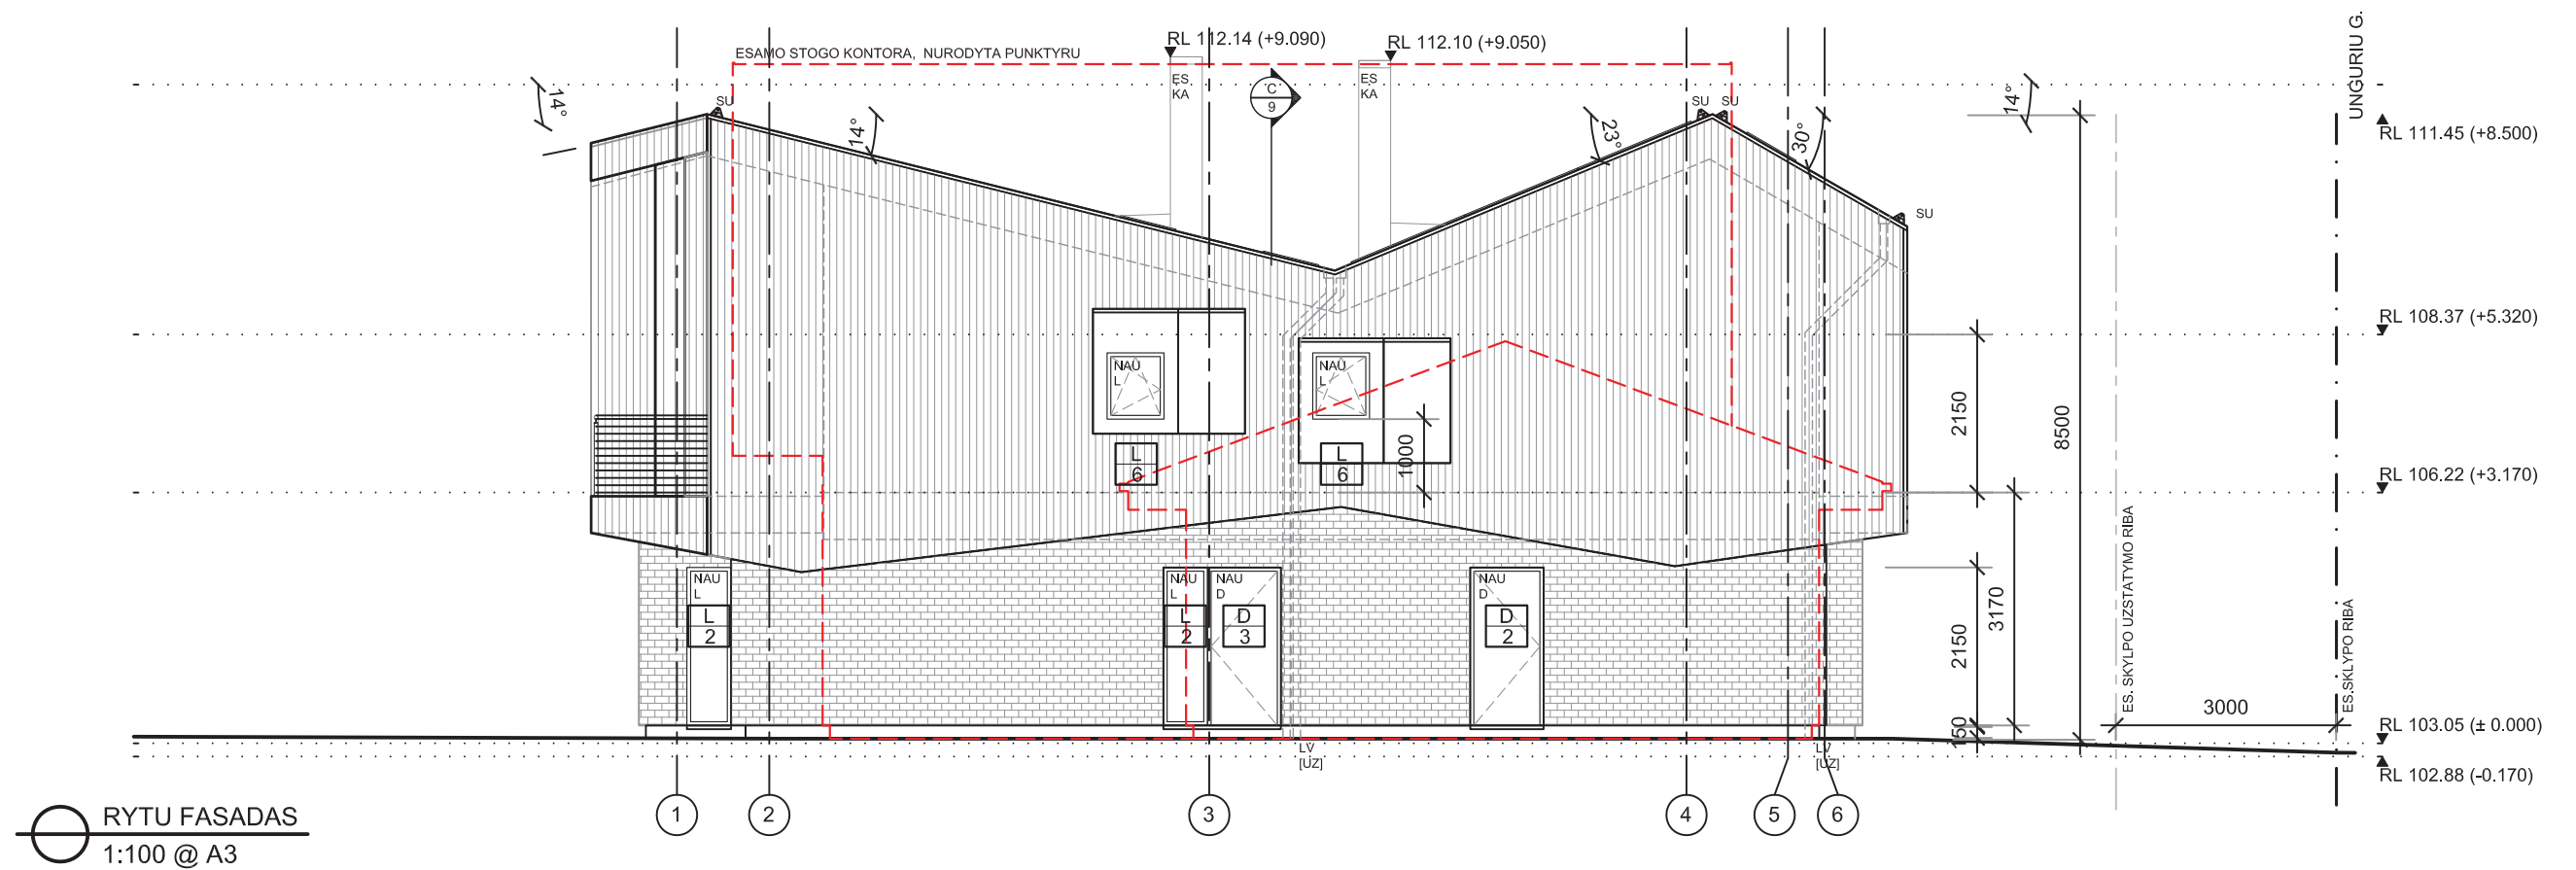 UNGURIU G.
ESAMO STOGO KONTORA, NURODYTA PUNKTYRU
RL 112.14 (+9.090)
RL 112.10 (+9.050)
ES
KA
ES
KA
'C'
9
14°
SU
14°
23°
SU
SU
30°
14°
SU
RL 111.45 (+8.500)
RL 108.37 (+5.320)
RL 106.22 (+3.170)
RL 103.05 (± 0.000)
RL 102.88 (-0.170)
NAU
L
NAU
L
L
6
L
6
1000
2150
8500
3170
2150
150
3000
ES. SKYLPO UZSTATYMO RIBA
ES.SKLYPO RIBA
NAU
L
L
2
NAU
L
L
2
NAU
D
D
3
NAU
D
D
2
LV
[UZ]
LV
[UZ]
1
2
3
4
5
6
RYTU FASADAS
1:100 @ A3